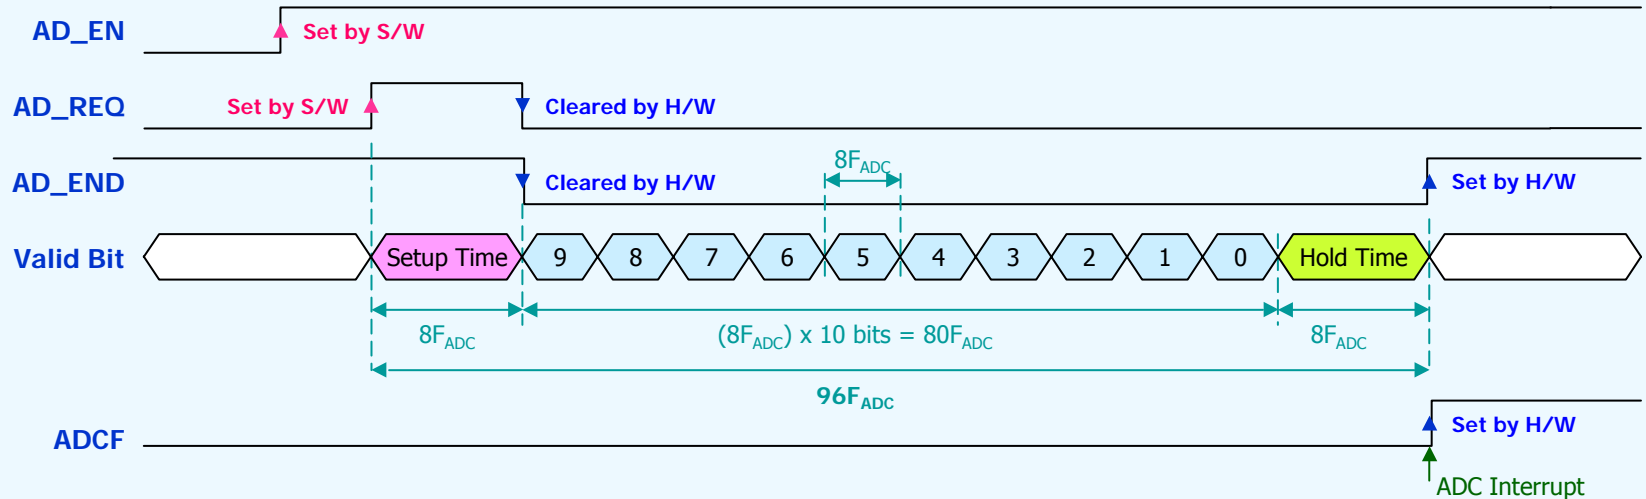 AD_EN
Set by S/W
AD_REQ
Set by S/W
Cleared by H/W
8FADC
AD_END
Cleared by H/W
Set by H/W
Valid Bit
Setup Time
9
8
7
6
5
4
3
2
1
0
Hold Time
8FADC
(8FADC) x 10 bits = 80FADC
8FADC
96FADC
ADCF
Set by H/W
ADC Interrupt